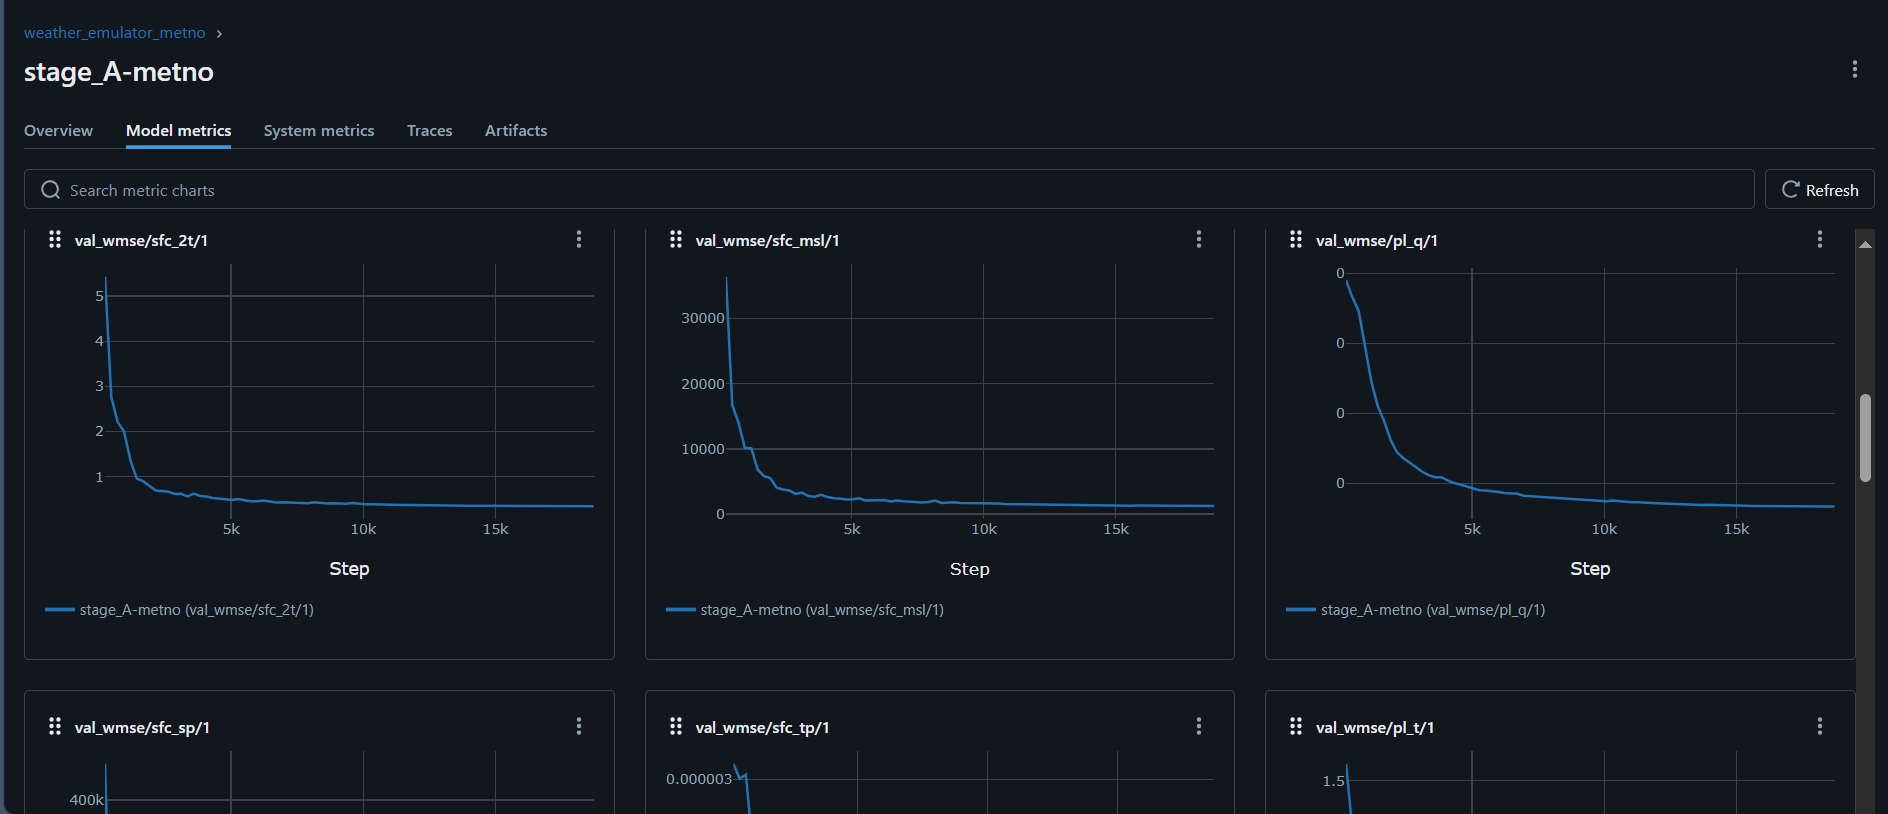 weather_emulator_metno ›
stage_A-metno
Overview Model metrics System metrics Traces Artifacts
Search metric charts Refresh
val_wmse/sfc_2t/1
5
4
3
2
1
5k 10k 15k
Step
stage_A-metno (val_wmse/sfc_2t/1)
val_wmse/sfc_msl/1
30000
20000
10000
0
5k 10k 15k
Step
stage_A-metno (val_wmse/sfc_msl/1)
val_wmse/pl_q/1
0
0
0
0
5k 10k 15k
Step
stage_A-metno (val_wmse/pl_q/1)
val_wmse/sfc_sp/1
400k
val_wmse/sfc_tp/1
0.000003
val_wmse/pl_t/1
1.5